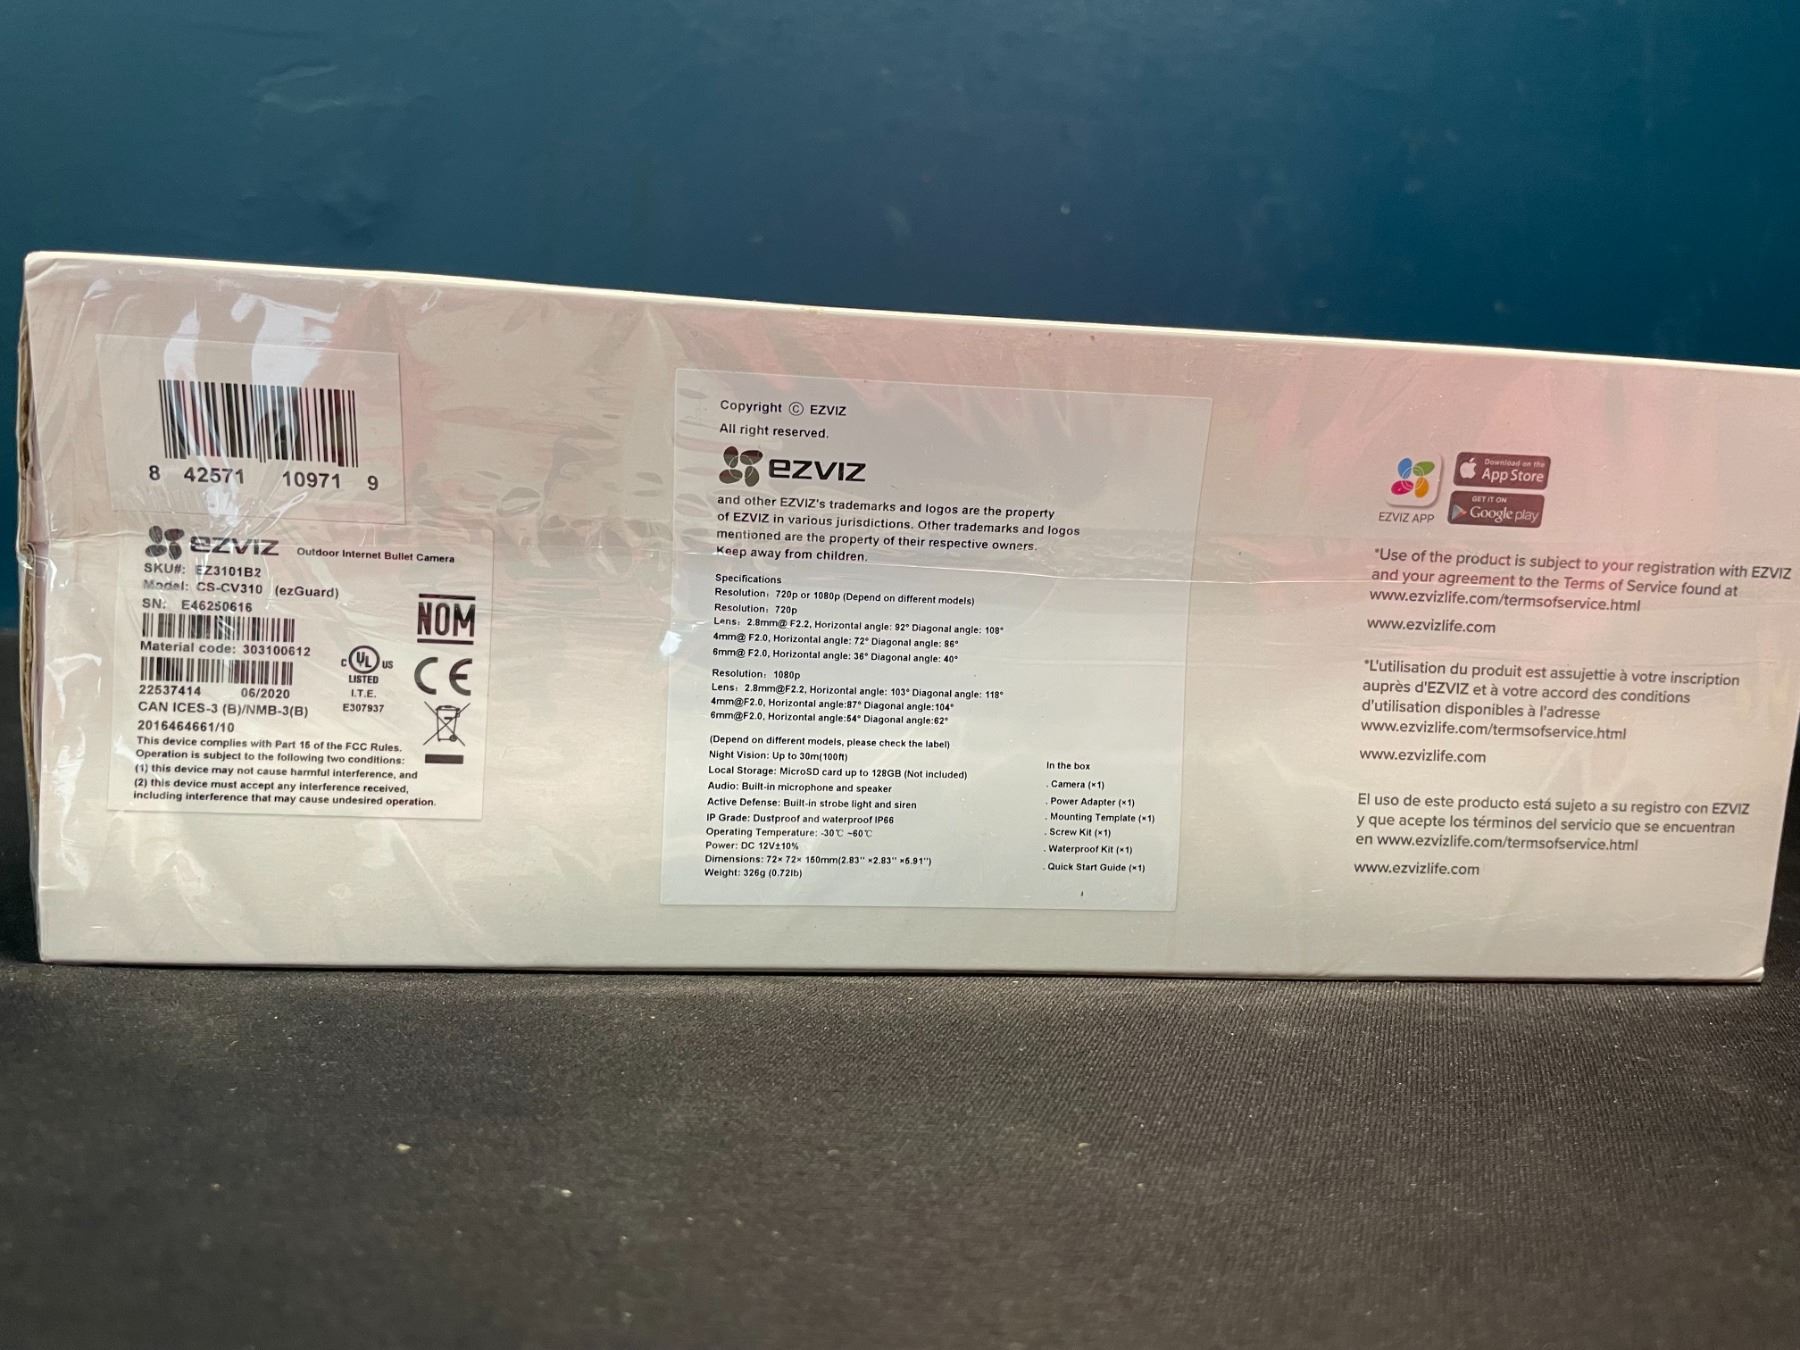 8 42571 10971 9
EZVIZ Outdoor Internet Bullet Camera
SKU#: EZ3101B2
Model: CS-CV310 (ezGuard)
SN: E46250616
Material code: 303100612
22537414 06/2020
CAN ICES-3 (B)/NMB-3(B)
2016464661/10
This device complies with Part 15 of the FCC Rules.
Operation is subject to the following two conditions:
(1) this device may not cause harmful interference, and
(2) this device must accept any interference received,
including interference that may cause undesired operation.
NOM
C UL US
LISTED
I.T.E.
E307937
CE
Copyright © EZVIZ
All right reserved.
EZVIZ
and other EZVIZ's trademarks and logos are the property
of EZVIZ in various jurisdictions. Other trademarks and logos
mentioned are the property of their respective owners.
Keep away from children.
Specifications
Resolution: 720p or 1080p (Depend on different models)
Resolution: 720p
Lens: 2.8mm@ F2.2, Horizontal angle: 92° Diagonal angle: 108°
4mm@ F2.0, Horizontal angle: 72° Diagonal angle: 86°
6mm@ F2.0, Horizontal angle: 36° Diagonal angle: 40°
Resolution: 1080p
Lens: 2.8mm@F2.2, Horizontal angle: 103° Diagonal angle: 118°
4mm@F2.0, Horizontal angle:87° Diagonal angle:104°
6mm@F2.0, Horizontal angle:54° Diagonal angle:62°
(Depend on different models, please check the label)
Night Vision: Up to 30m(100ft)
Local Storage: MicroSD card up to 128GB (Not included)
Audio: Built-in microphone and speaker
Active Defense: Built-in strobe light and siren
IP Grade: Dustproof and waterproof IP66
Operating Temperature: -30℃ ~60℃
Power: DC 12V±10%
Dimensions: 72× 72× 150mm(2.83" ×2.83" ×5.91")
Weight: 326g (0.72lb)
In the box
. Camera (×1)
. Power Adapter (×1)
. Mounting Template (×1)
. Screw Kit (×1)
. Waterproof Kit (×1)
. Quick Start Guide (×1)
EZVIZ APP
Download on the
App Store
GET IT ON
Google play
*Use of the product is subject to your registration with EZVIZ
and your agreement to the Terms of Service found at
www.ezvizlife.com/termsofservice.html
www.ezvizlife.com
*L'utilisation du produit est assujettie à votre inscription
auprès d'EZVIZ et à votre accord des conditions
d'utilisation disponibles à l'adresse
www.ezvizlife.com/termsofservice.html
www.ezvizlife.com
El uso de este producto está sujeto a su registro con EZVIZ
y que acepte los términos del servicio que se encuentran
en www.ezvizlife.com/termsofservice.html
www.ezvizlife.com